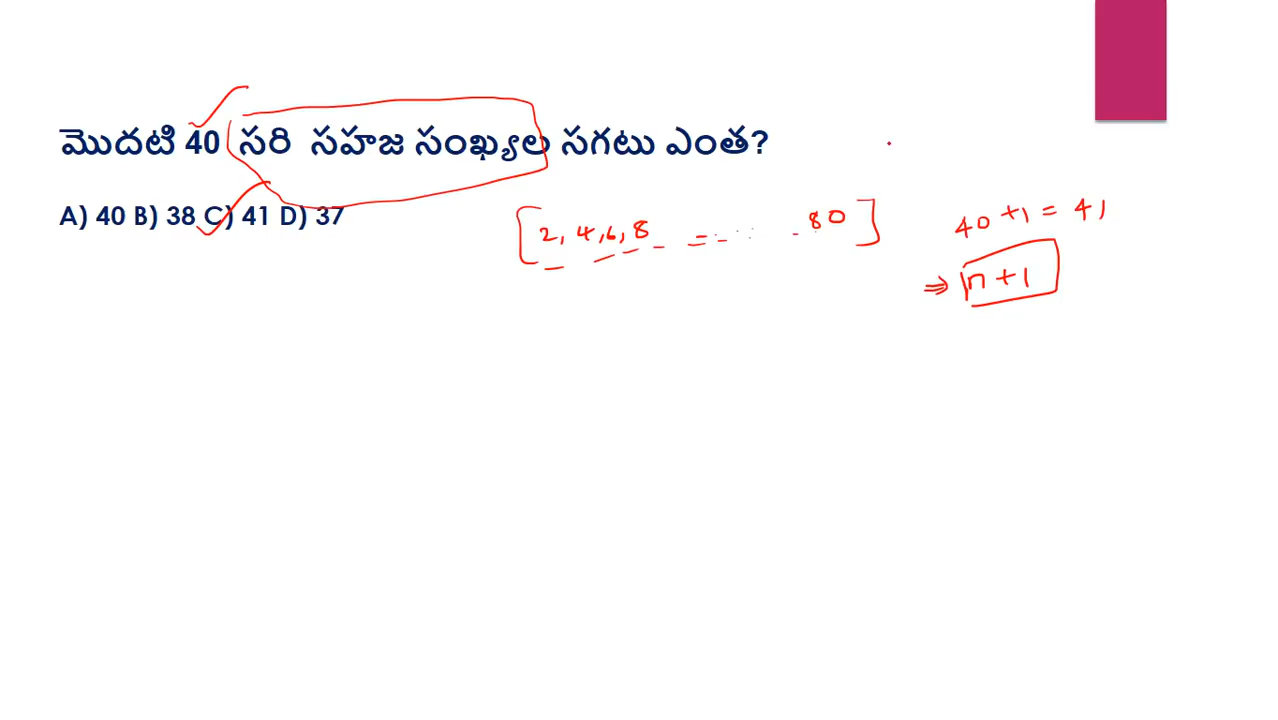 మొదటి 40 సరి సహజ సంఖ్యల సగటు ఎంత?
A) 40 B) 38 C) 41 D) 37
[2, 4, 6, 8 80]
40 + 1 = 41
⇒ n + 1